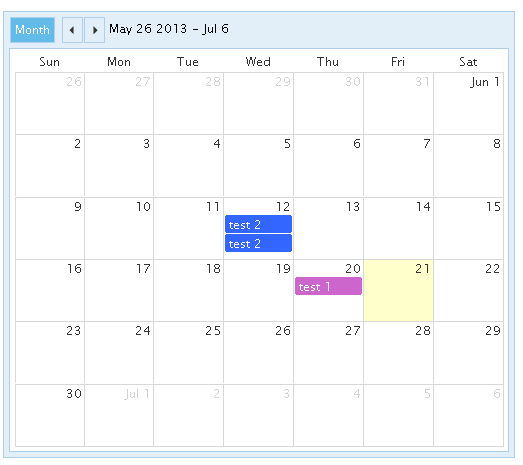 Month May 26 2013 – Jul 6
Sun Mon Tue Wed Thu Fri Sat
26 27 28 29 30 31 Jun 1
2 3 4 5 6 7 8
9 10 11 12 13 14 15
test 2
test 2
16 17 18 19 20 21 22
test 1
23 24 25 26 27 28 29
30 Jul 1 2 3 4 5 6